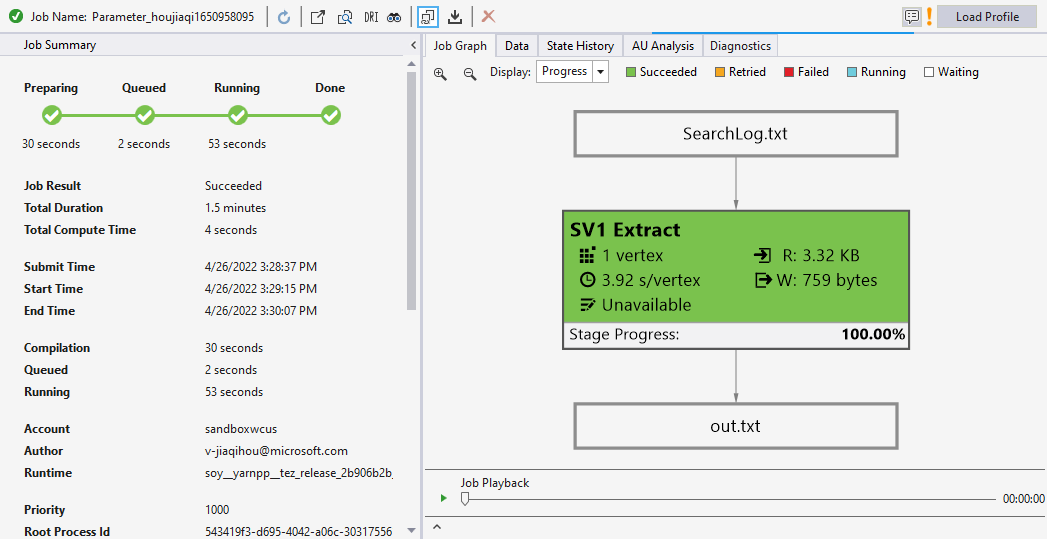 Job Name: Parameter_houjiaqi1650958095
DRI
Load Profile
Job Summary
Preparing Queued Running Done
30 seconds 2 seconds 53 seconds
Job Result Succeeded
Total Duration 1.5 minutes
Total Compute Time 4 seconds
Submit Time 4/26/2022 3:28:37 PM
Start Time 4/26/2022 3:29:15 PM
End Time 4/26/2022 3:30:07 PM
Compilation 30 seconds
Queued 2 seconds
Running 53 seconds
Account sandboxwcus
Author v-jiaqihou@microsoft.com
Runtime soy__yarnpp__tez_release_2b906b2b_
Priority 1000
Root Process Id 543419f3-d695-4042-a06c-30317556
Job Graph Data State History AU Analysis Diagnostics
Display: Progress Succeeded Retried Failed Running Waiting
SearchLog.txt
SV1 Extract
1 vertex R: 3.32 KB
3.92 s/vertex W: 759 bytes
Unavailable
Stage Progress: 100.00%
out.txt
Job Playback
00:00:00